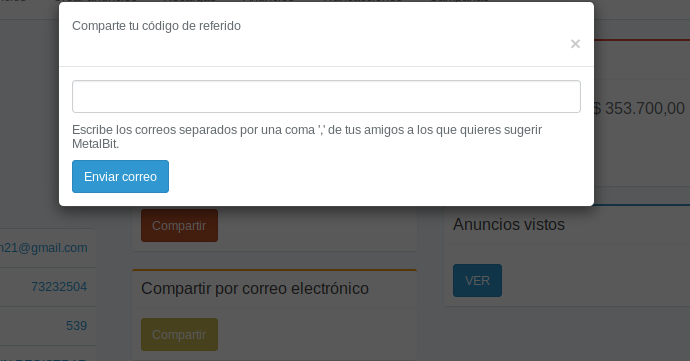 Comparte tu código de referido
×
Escribe los correos separados por una coma ',' de tus amigos a los que quieres sugerir
MetalBit.
Enviar correo
$ 353.700,00
Compartir
Anuncios vistos
n21@gmail.com
73232504
VER
Compartir por correo electrónico
539
Compartir